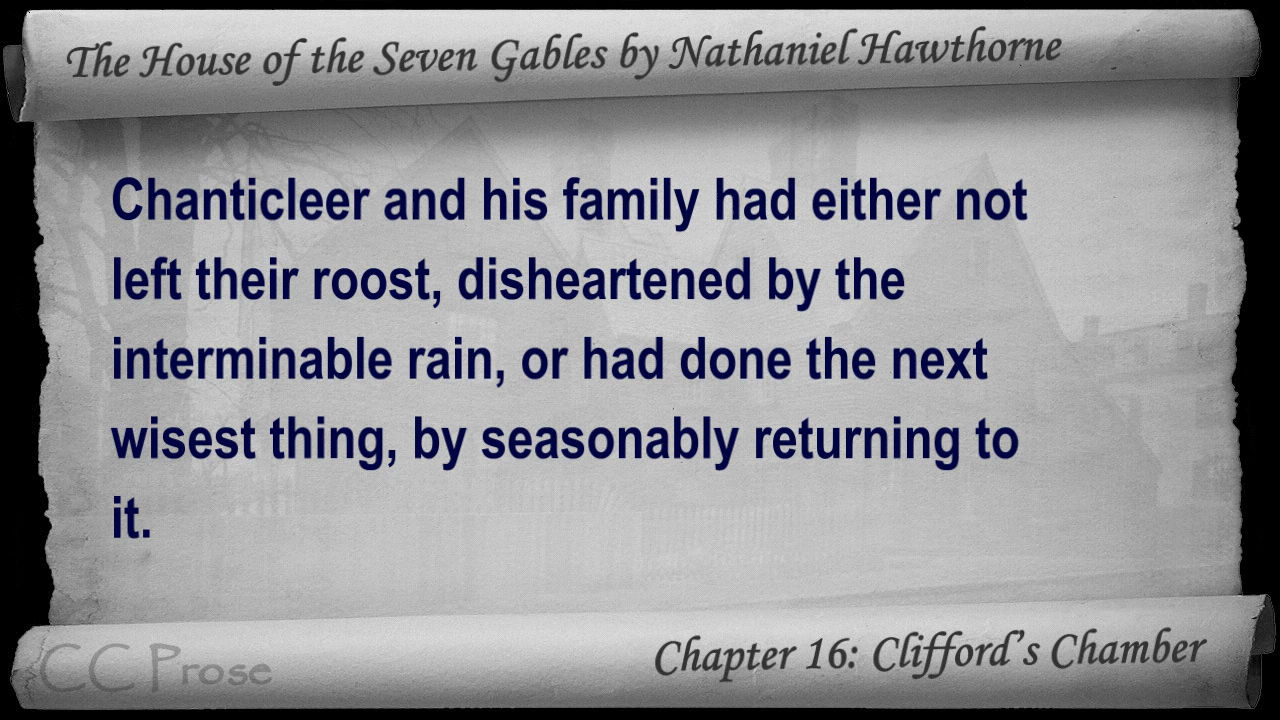 The House of the Seven Gables by Nathaniel Hawthorne
Chanticleer and his family had either not
left their roost, disheartened by the
interminable rain, or had done the next
wisest thing, by seasonably returning to
it.
CC Prose
Chapter 16: Clifford's Chamber